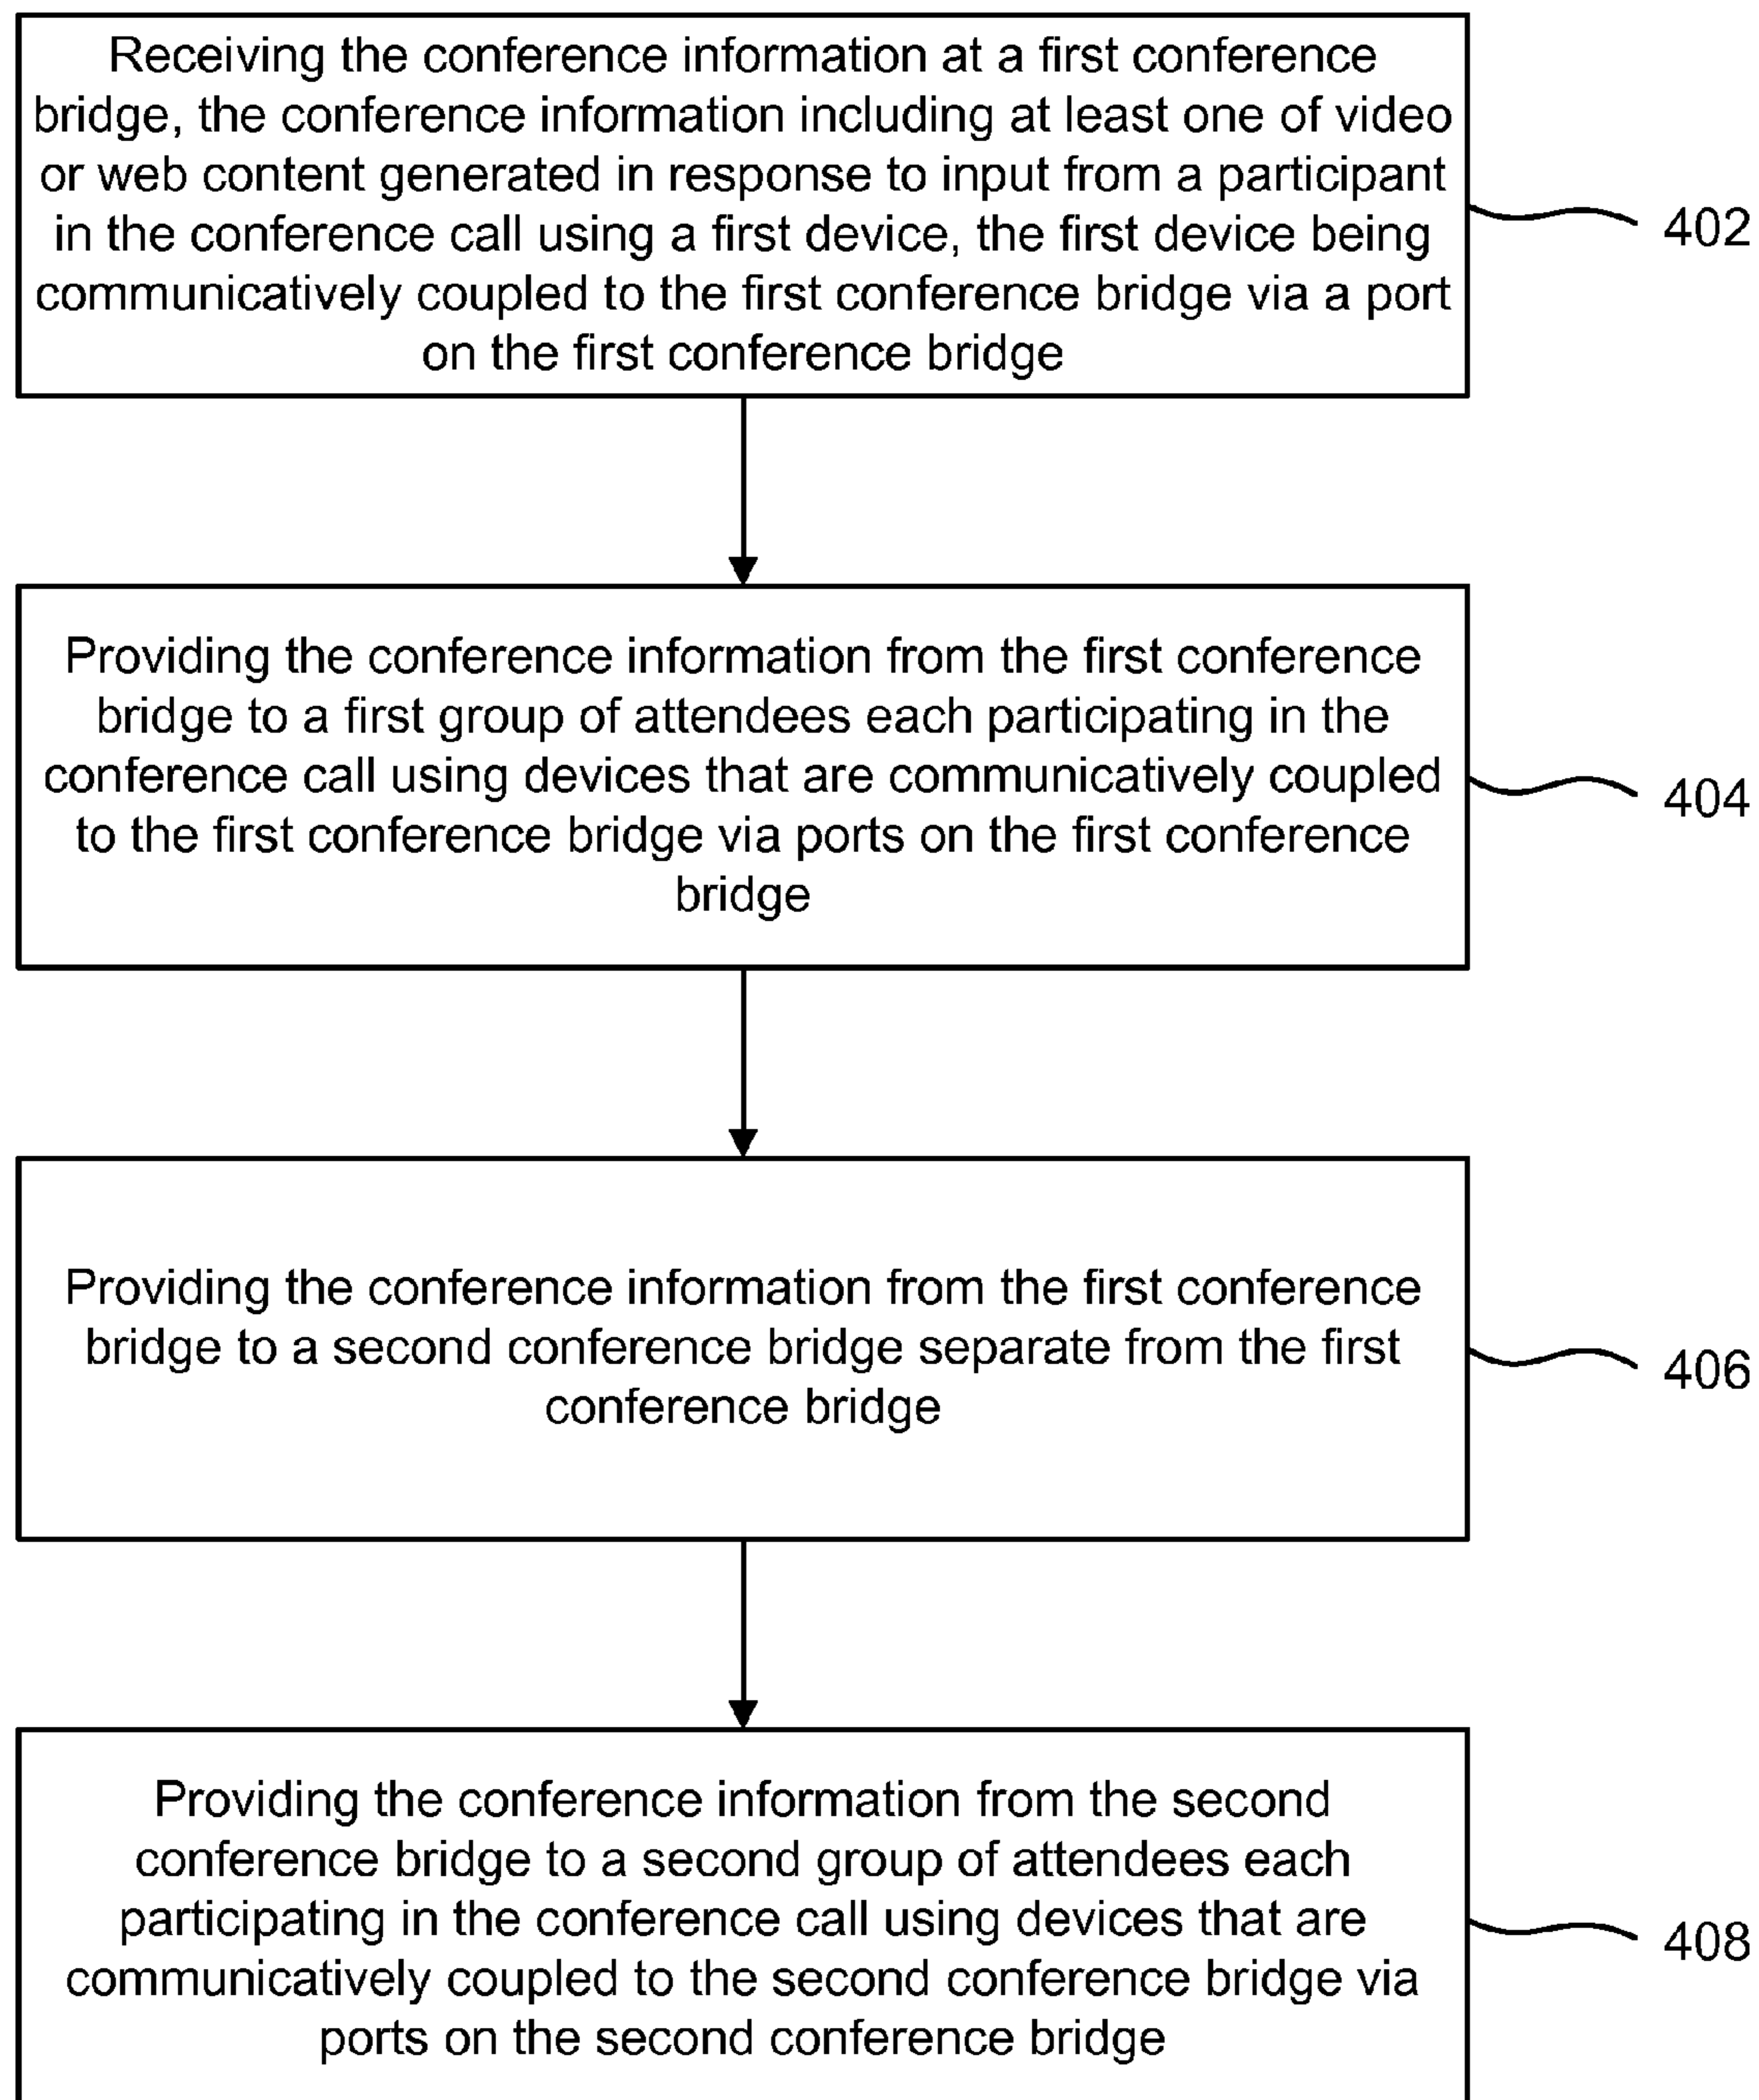 Receiving the conference information at a first conference
bridge, the conference information including at least one of video
or web content generated in response to input from a participant
in the conference call using a first device, the first device being
communicatively coupled to the first conference bridge via a port
on the first conference bridge
402
Providing the conference information from the first conference
bridge to a first group of attendees each participating in the
conference call using devices that are communicatively coupled
to the first conference bridge via ports on the first conference
bridge
404
Providing the conference information from the first conference
bridge to a second conference bridge separate from the first
conference bridge
406
Providing the conference information from the second
conference bridge to a second group of attendees each
participating in the conference call using devices that are
communicatively coupled to the second conference bridge via
ports on the second conference bridge
408